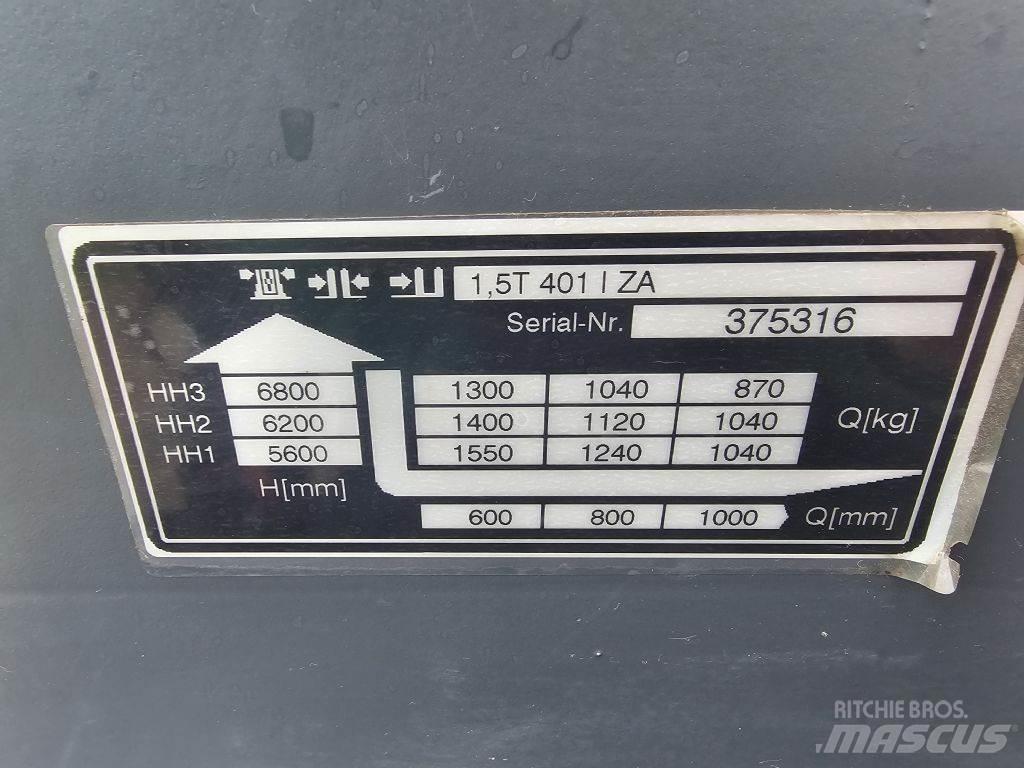 1,5T 401 I ZA
Serial-Nr. 375316
HH3 6800 1300 1040 870
HH2 6200 1400 1120 1040 Q[kg]
HH1 5600 1550 1240 1040
H[mm]
600 800 1000 Q[mm]
RITCHIE BROS.
MASCUS